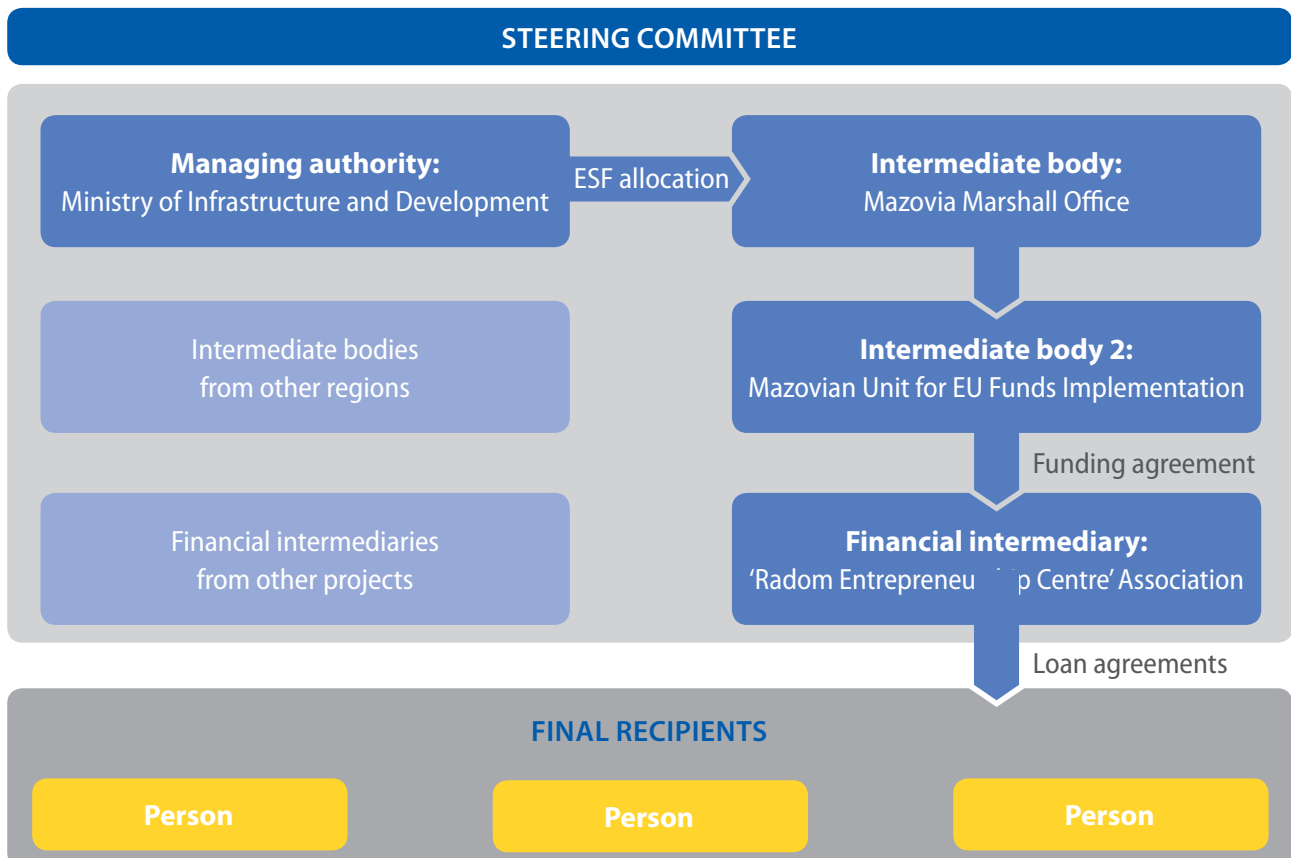 STEERING COMMITTEE
Managing authority:
Ministry of Infrastructure and Development
ESF allocation
Intermediate body:
Mazovia Marshall Office
Intermediate bodies
from other regions
Intermediate body 2:
Mazovian Unit for EU Funds Implementation
Funding agreement
Financial intermediaries
from other projects
Financial intermediary:
‘Radom Centre’ Association
Loan agreements
FINAL RECIPIENTS
Person
Person
Person